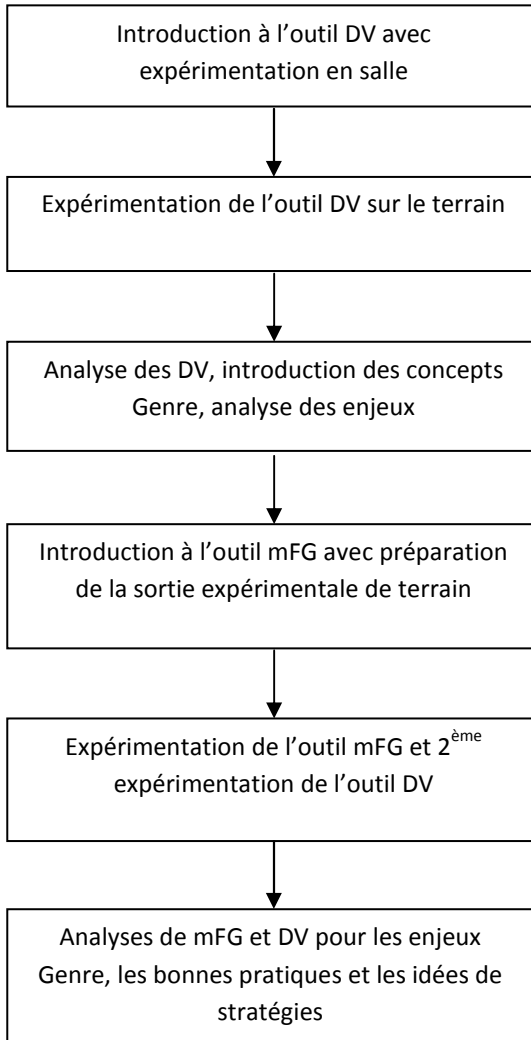 Introduction à l’outil DV avec
expérimentation en salle
Expérimentation de l’outil DV sur le terrain
Analyse des DV, introduction des concepts
Genre, analyse des enjeux
Introduction à l’outil mFG avec préparation
de la sortie expérimentale de terrain
Expérimentation de l’outil mFG et 2ème
expérimentation de l’outil DV
Analyses de mFG et DV pour les enjeux
Genre, les bonnes pratiques et les idées de
stratégies